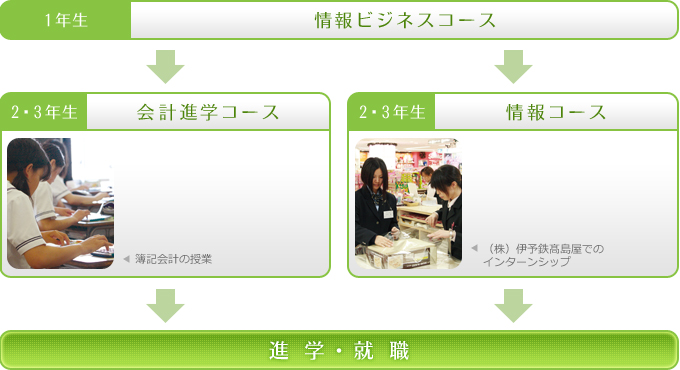 1年生
情報ビジネスコース
2・3年生
会計進学コース
2・3年生
情報コース
簿記会計の授業
(株)伊予鉄髙島屋での
インターンシップ
進学・就職